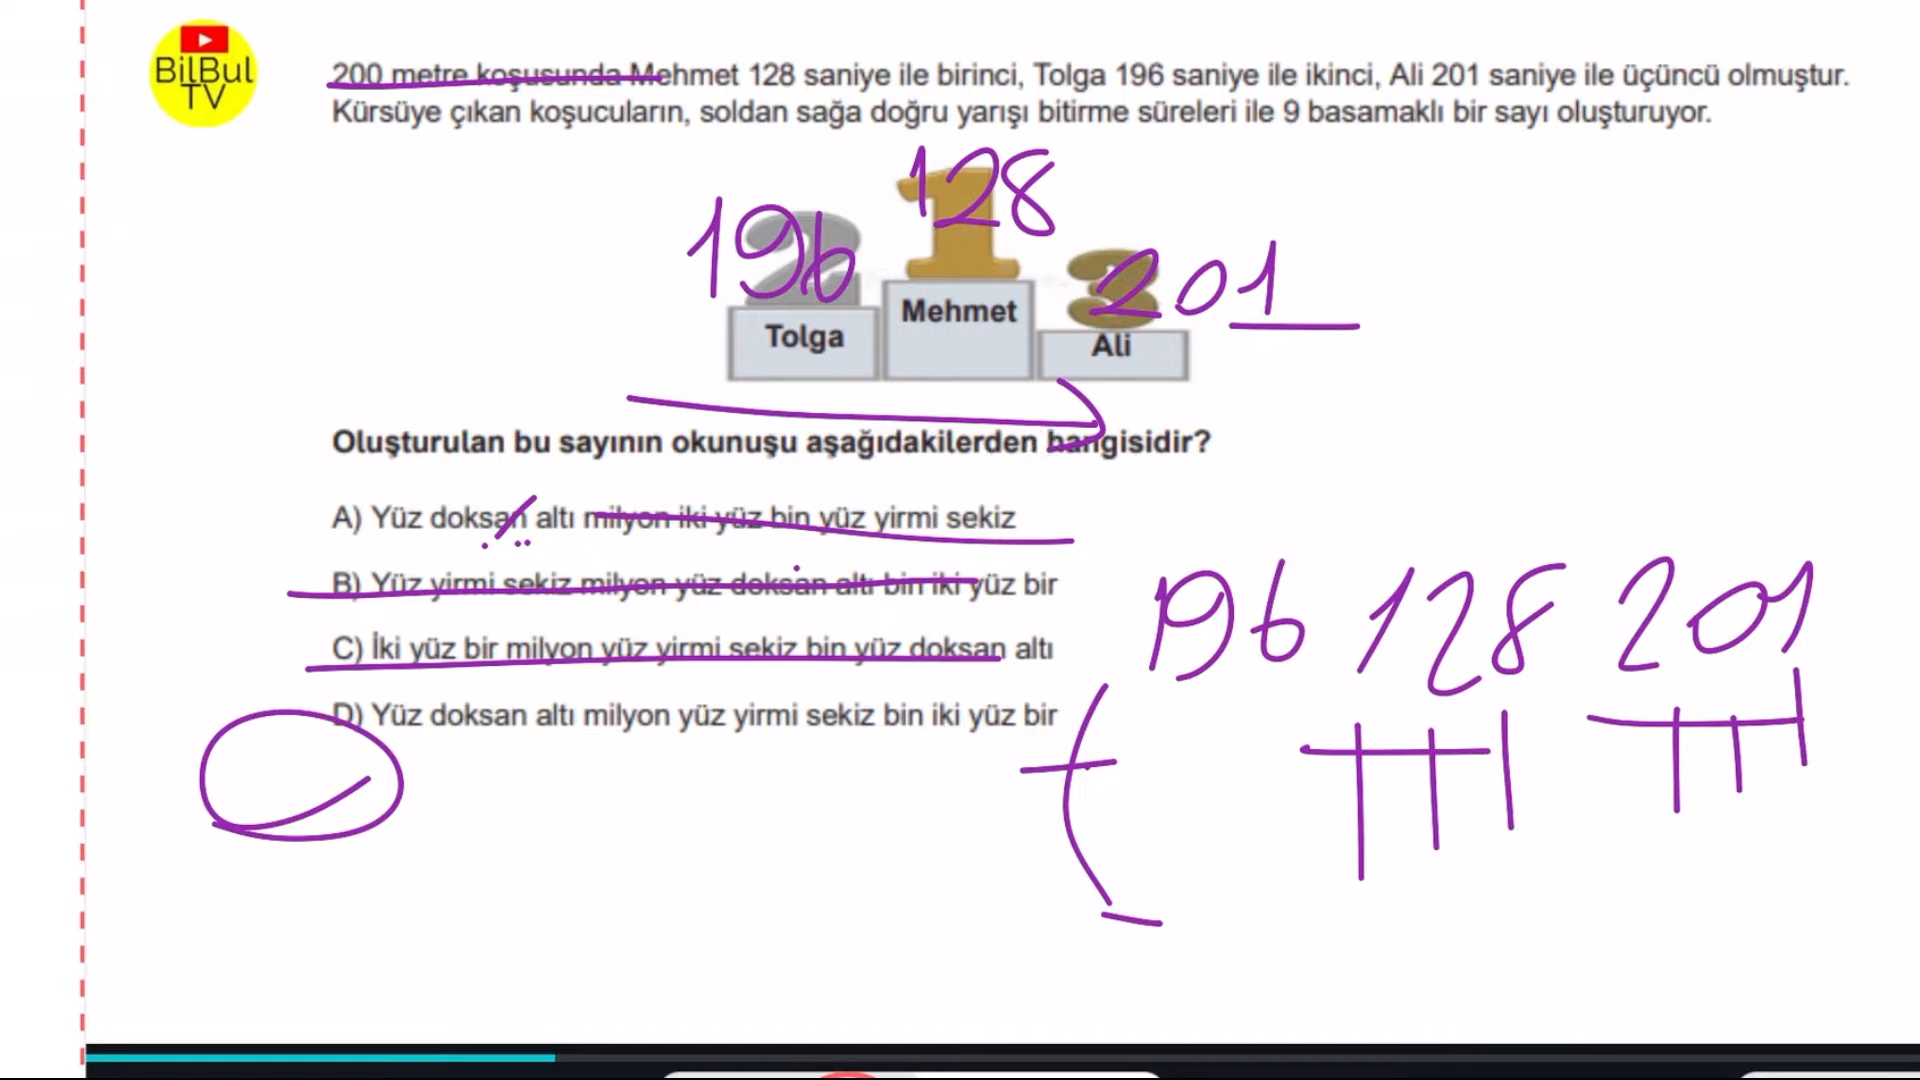 BilBul
TV
200 metre koşusunda Mehmet 128 saniye ile birinci, Tolga 196 saniye ile ikinci, Ali 201 saniye ile üçüncü olmuştur.
Kürsüye çıkan koşucuların, soldan sağa doğru yarışı bitirme süreleri ile 9 basamaklı bir sayı oluşturuyor.
128
1
196
2
201
3
Mehmet
Tolga
Ali
Oluşturulan bu sayının okunuşu aşağıdakilerden hangisidir?
A) Yüz doksan altı milyon iki yüz bin yüz yirmi sekiz
B) Yüz yirmi sekiz milyon yüz doksan altı bin iki yüz bir
C) İki yüz bir milyon yüz yirmi sekiz bin yüz doksan altı
D) Yüz doksan altı milyon yüz yirmi sekiz bin iki yüz bir
196 128 201